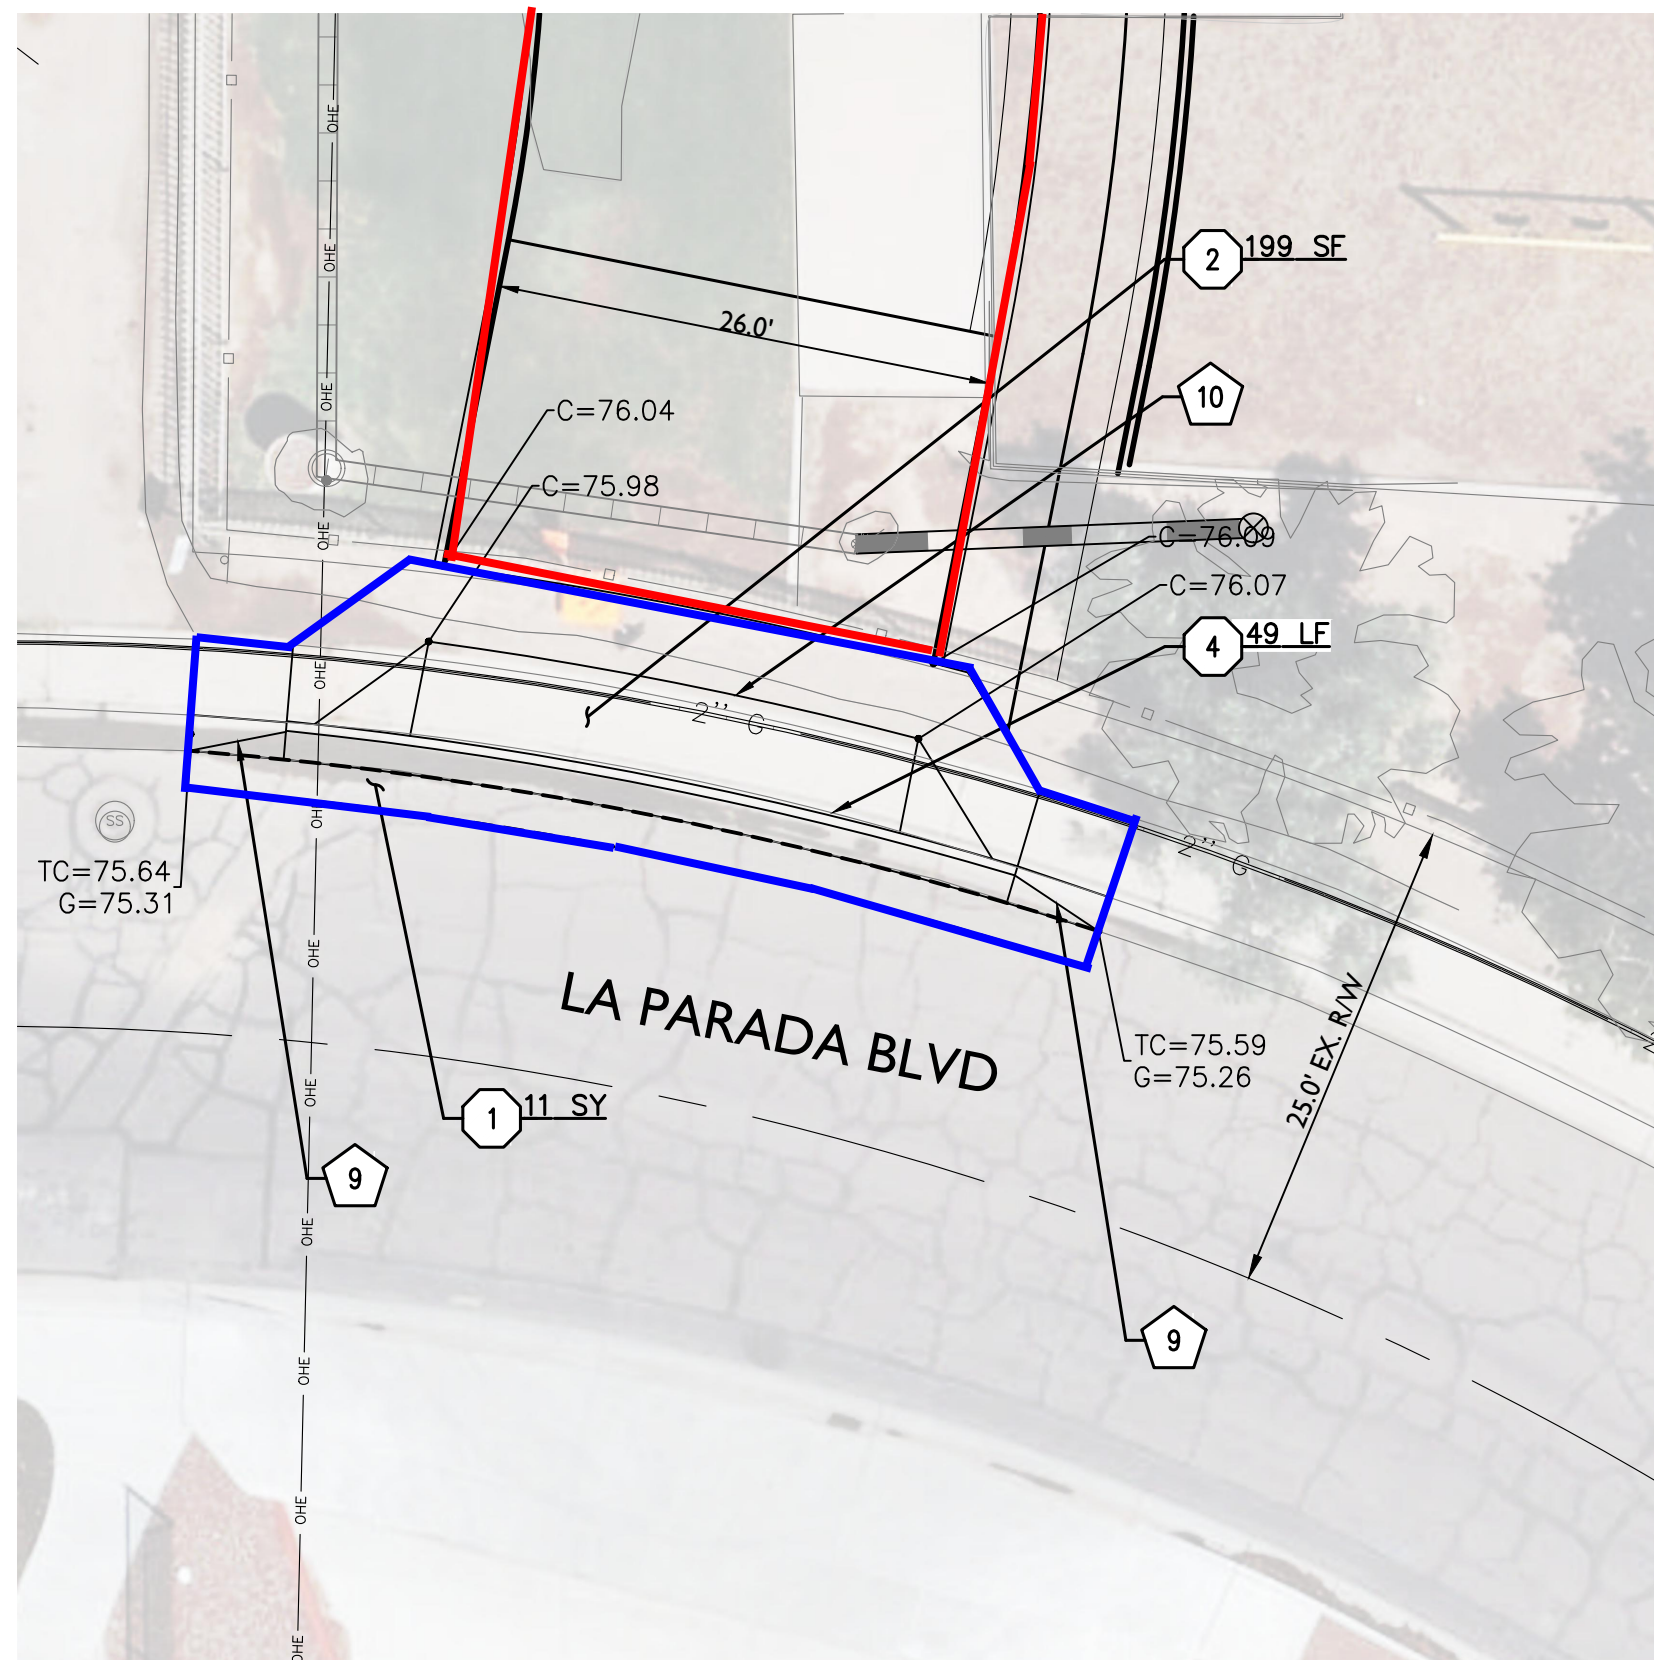 OHE
2 199 SF
OHE
26.0'
10
OHE
C=76.04
C=75.98
OHE
C=76.09
C=76.07
4 49 LF
OHE
2'' G
OH
SS
2'' G
TC=75.64
G=75.31
OHE
LA PARADA BLVD
25.0' EX. R/W
TC=75.59
G=75.26
OHE
1 11 SY
9
OHE
9
OHE
OHE
OHE